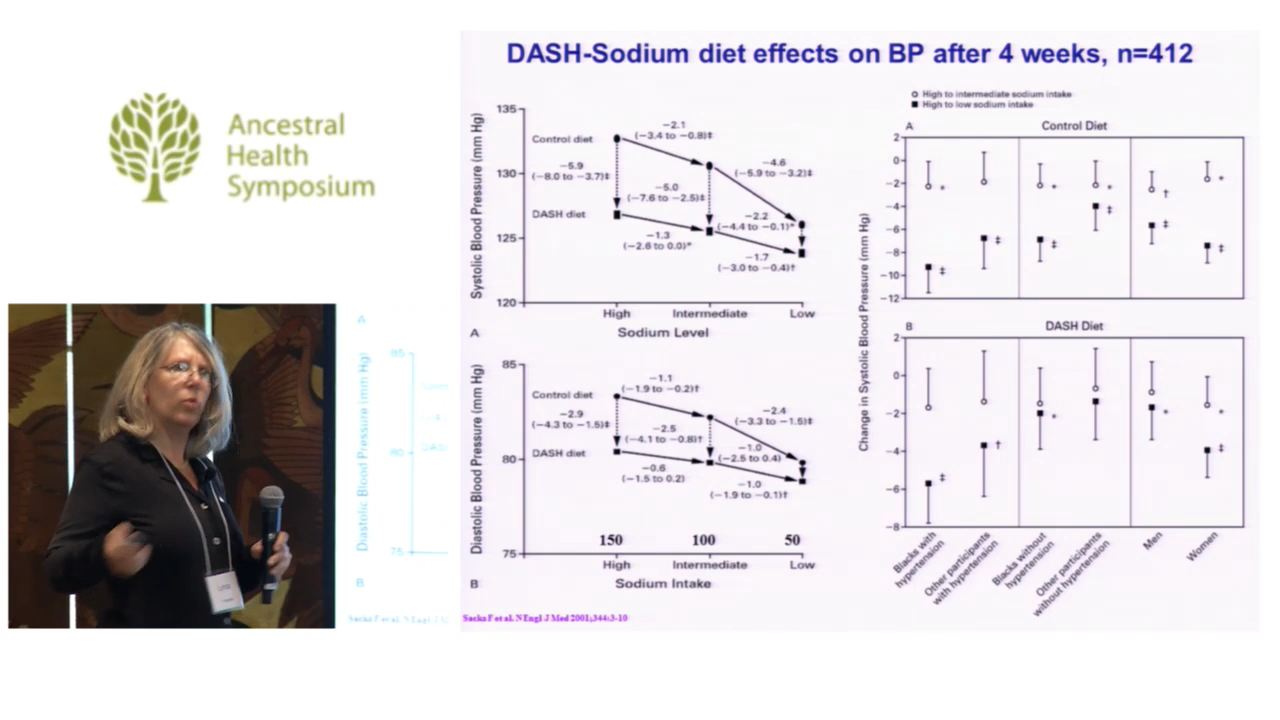 Ancestral
Health
Symposium
DASH-Sodium diet effects on BP after 4 weeks, n=412
135
130
125
120
Systolic Blood Pressure (mm Hg)
Control diet
−2.1
(−3.4 to −0.8)‡
−5.9
(−8.0 to −3.7)‡
−4.6
(−5.9 to −3.2)‡
−5.0
(−7.6 to −2.5)‡
DASH diet
−2.2
(−4.4 to −0.1)*
−1.3
(−2.6 to 0.0)*
−1.7
(−3.0 to −0.4)†
High Intermediate Low
Sodium Level
A
85
80
75
Diastolic Blood Pressure (mm Hg)
Control diet
−1.1
(−1.9 to −0.2)†
−2.9
(−4.3 to −1.5)‡
−2.4
(−3.3 to −1.5)‡
−2.5
(−4.1 to −0.8)†
DASH diet
−1.0
(−2.5 to 0.4)
−0.6
(−1.5 to 0.2)
−1.0
(−1.9 to −0.1)†
150 100 50
High Intermediate Low
Sodium Intake
B
Sacks F et al. N Engl J Med 2001;344:3-10
High to intermediate sodium intake
High to low sodium intake
A
Control Diet
2
0
−2
−4
−6
−8
−10
−12
Change in Systolic Blood Pressure (mm Hg)
B
DASH Diet
2
0
−2
−4
−6
−8
Blacks with
hypertension
Other participants
with hypertension
Blacks without
hypertension
Other participants
without hypertension
Men
Women
A
85
80
75
Diastolic Blood Pressure (mm Hg)
B